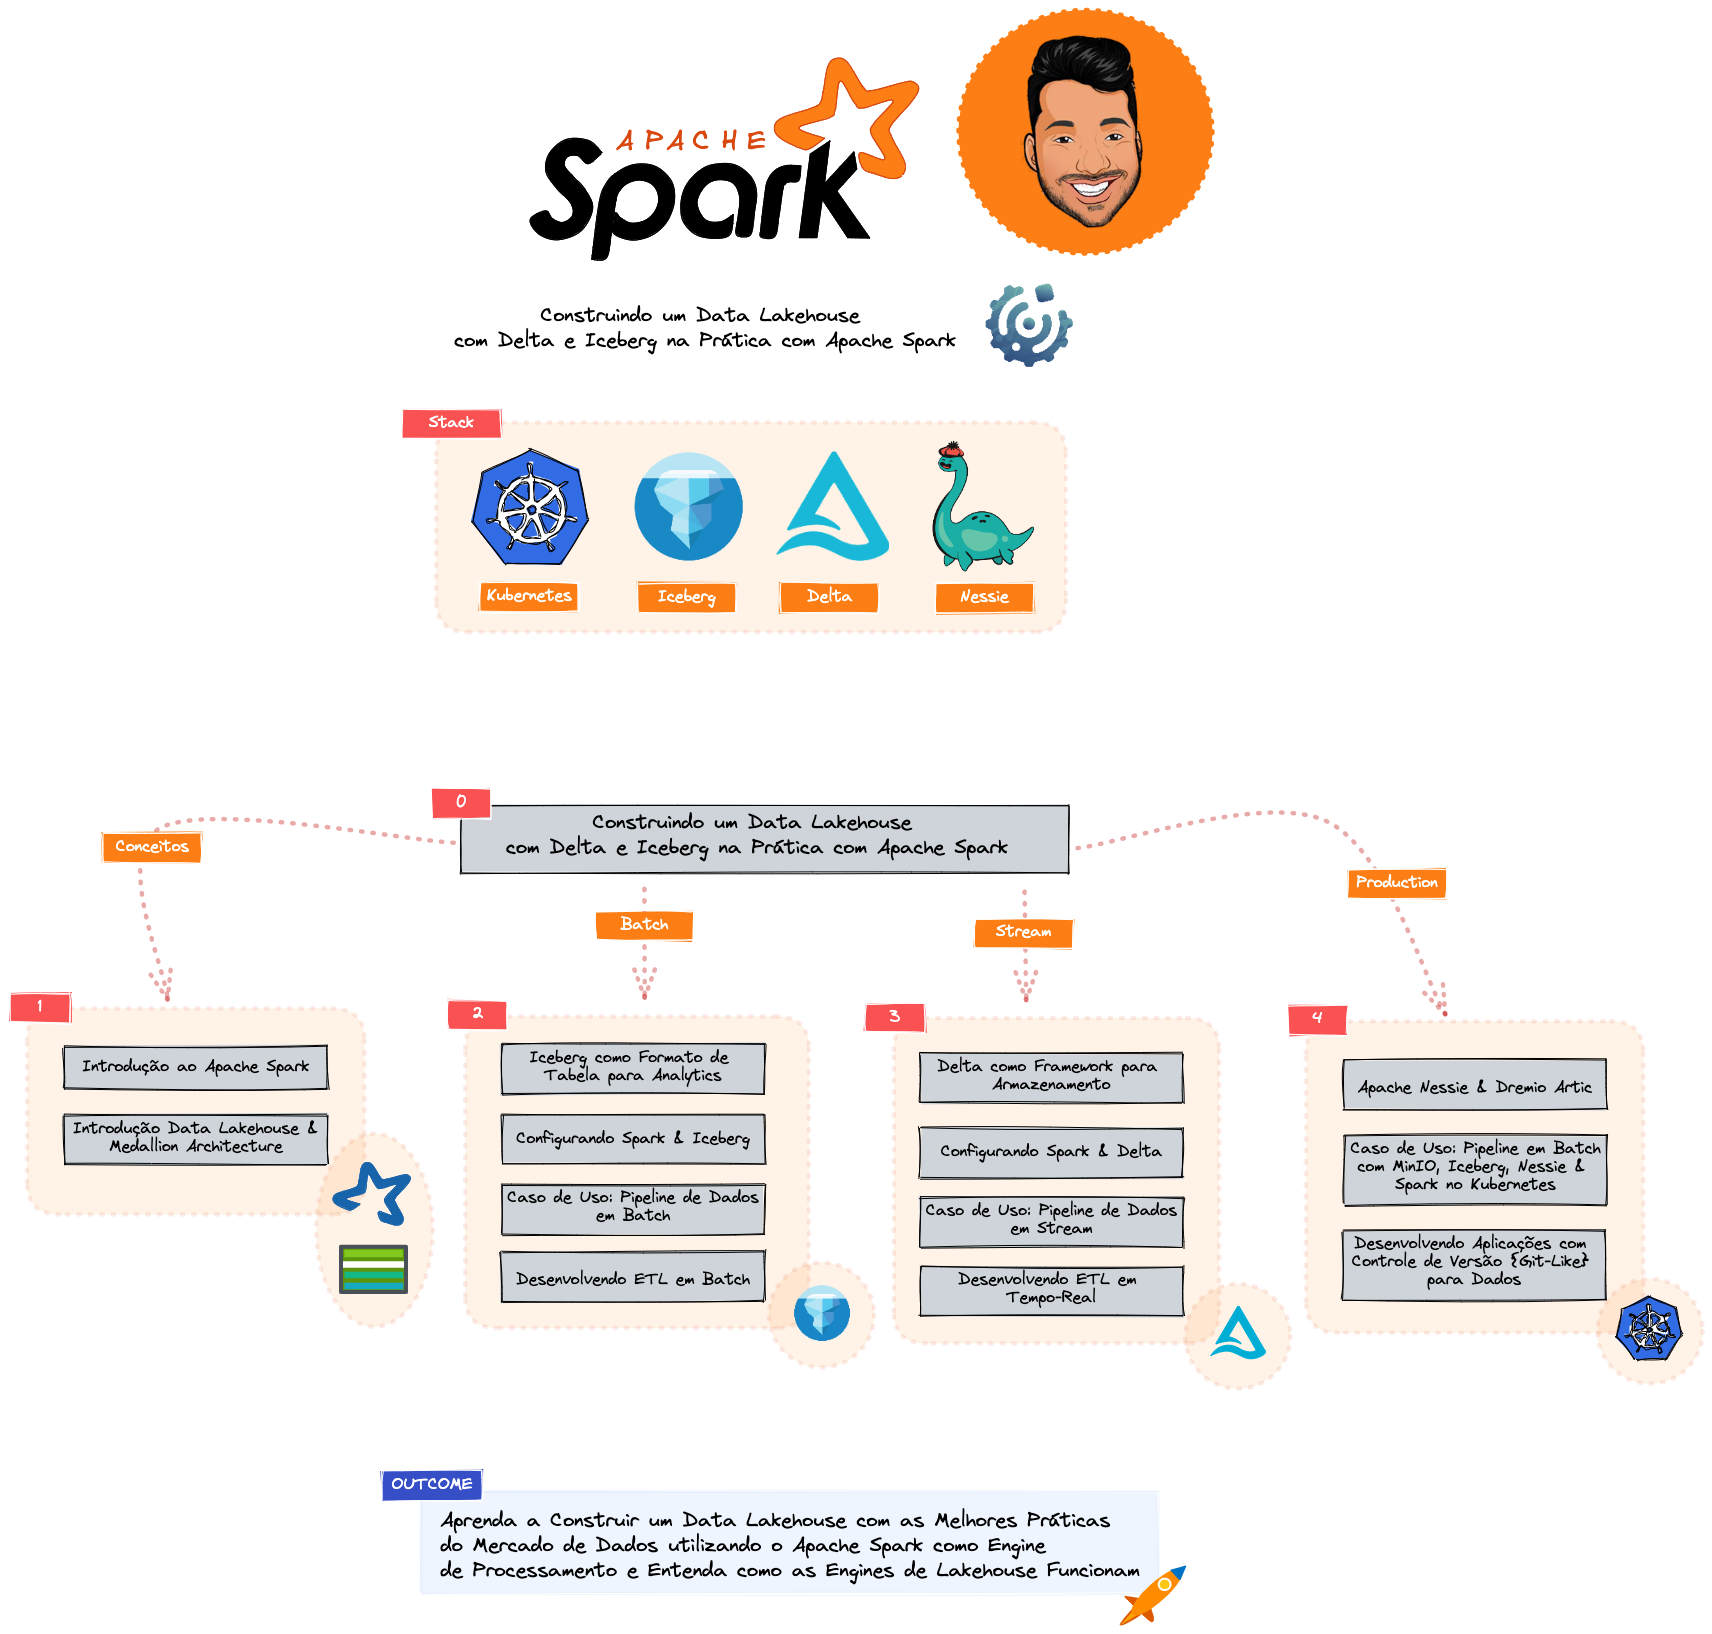 APACHE
Spark
Construindo um Data Lakehouse
com Delta e Iceberg na Prática com Apache Spark
Stack
Kubernetes
Iceberg
Delta
Nessie
0
Construindo um Data Lakehouse
com Delta e Iceberg na Prática com Apache Spark
Conceitos
Batch
Stream
Production
1
Introdução ao Apache Spark
Introdução Data Lakehouse &
Medallion Architecture
2
Iceberg como Formato de
Tabela para Analytics
Configurando Spark & Iceberg
Caso de Uso: Pipeline de Dados
em Batch
Desenvolvendo ETL em Batch
3
Delta como Framework para
Armazenamento
Configurando Spark & Delta
Caso de Uso: Pipeline de Dados
em Stream
Desenvolvendo ETL em
Tempo-Real
4
Apache Nessie & Dremio Artic
Caso de Uso: Pipeline em Batch
com MinIO, Iceberg, Nessie &
Spark no Kubernetes
Desenvolvendo Aplicações com
Controle de Versão {Git-Like}
para Dados
OUTCOME
Aprenda a Construir um Data Lakehouse com as Melhores Práticas
do Mercado de Dados utilizando o Apache Spark como Engine
de Processamento e Entenda como as Engines de Lakehouse Funcionam